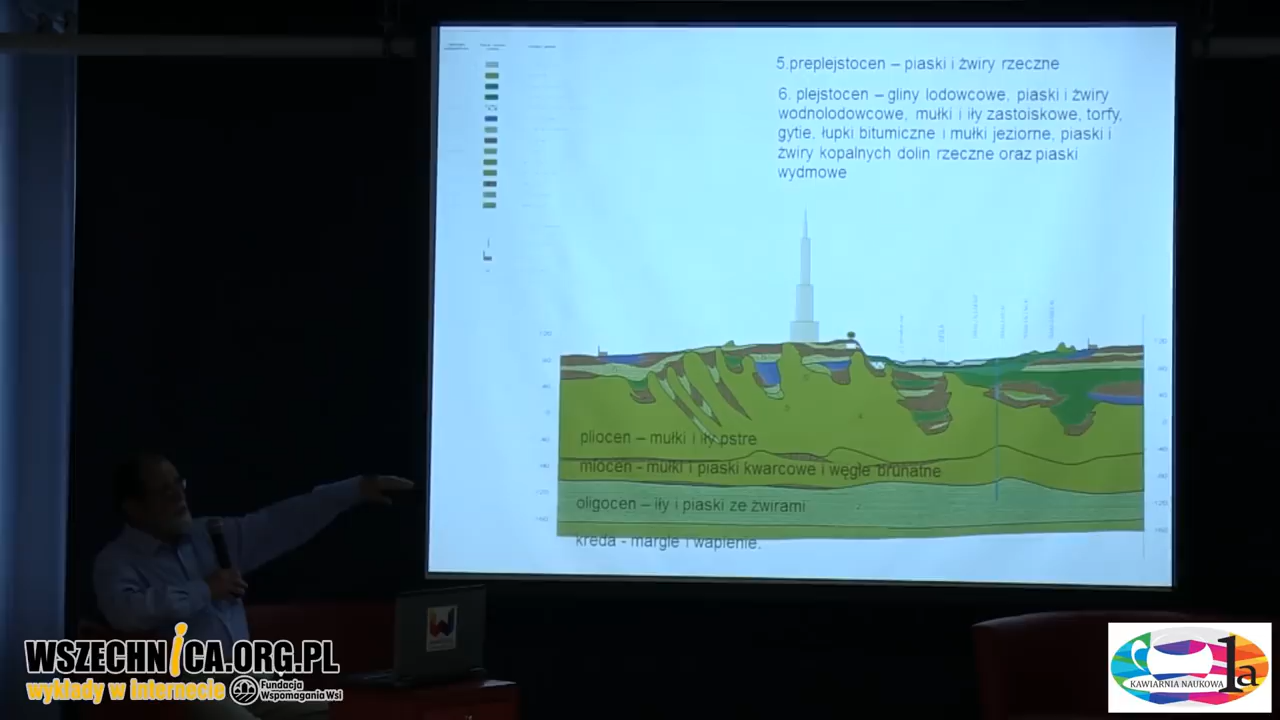 5.preplejstocen – piaski i żwiry rzeczne
6. plejstocen – gliny lodowcowe, piaski i żwiry
wodnolodowcowe, mułki i iły zastoiskowe, torfy,
gytie, łupki bitumiczne i mułki jeziorne, piaski i
żwiry kopalnych dolin rzeczne oraz piaski
wydmowe
pliocen – mułki i iły pstre
miocen - mułki i piaski kwarcowe i węgle brunatne
oligocen – iły i piaski ze żwirami
kreda - margle i wapienie.
WSZECHNiCA.ORG.PL
wykłady w internecie
Fundacja
Wspomagania Wsi
KAWIARNIA NAUKOWA
1a